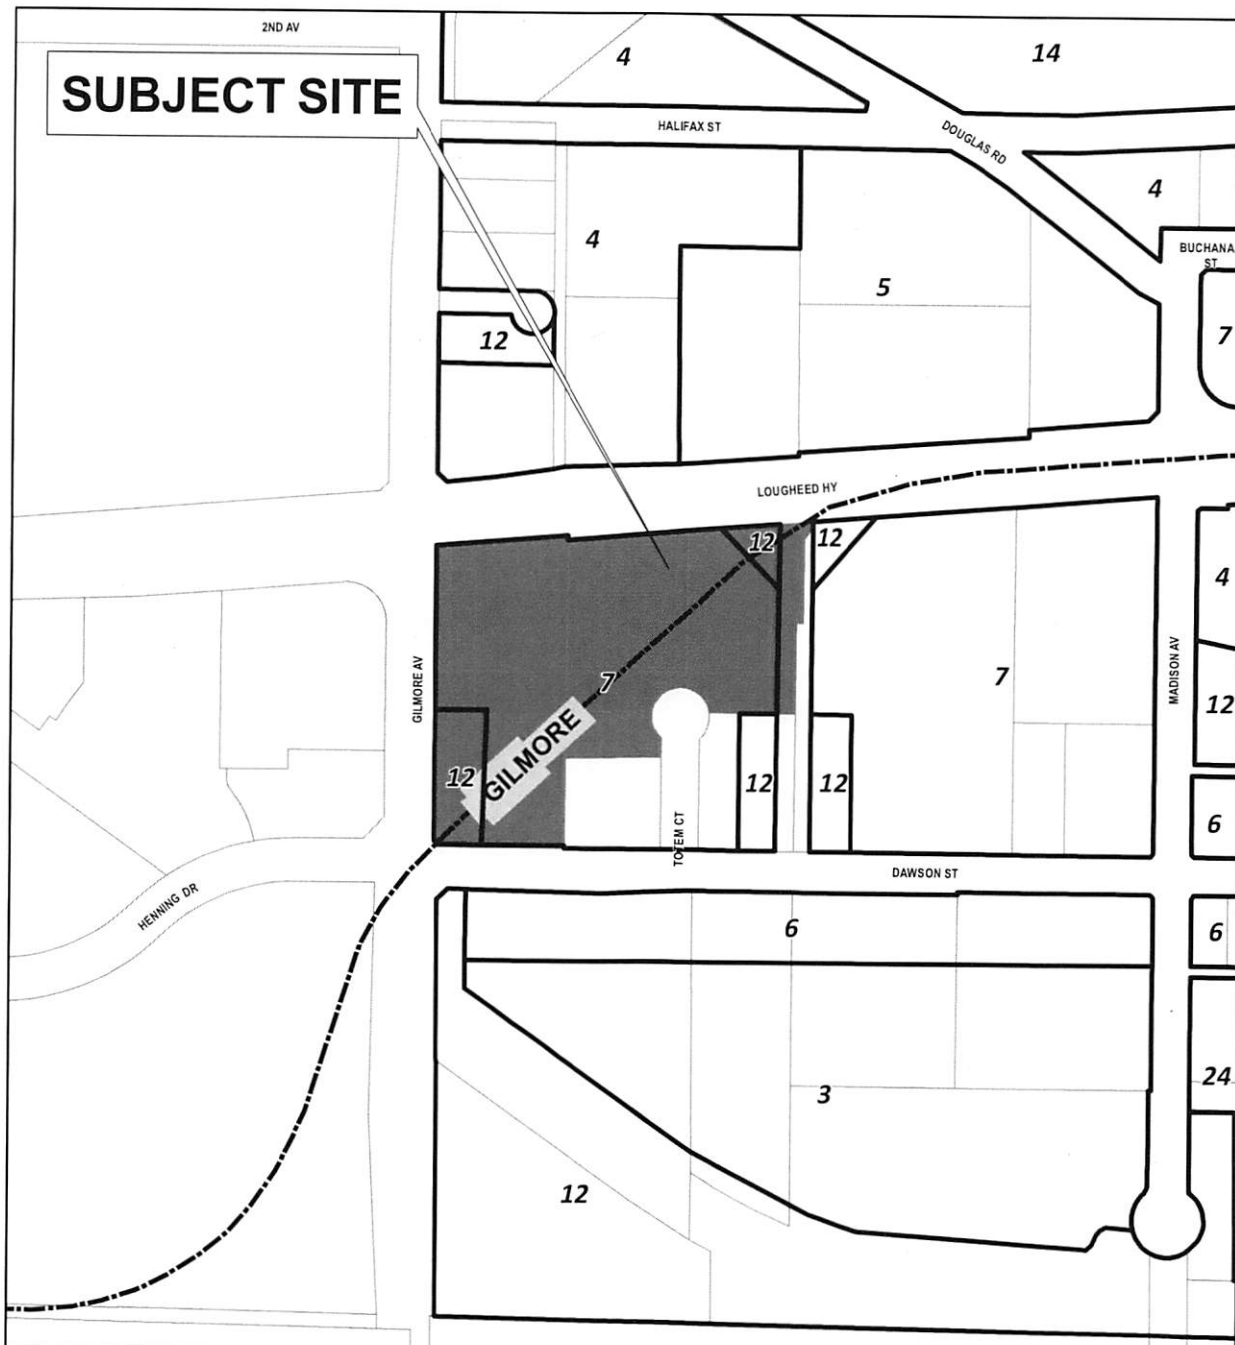 2ND AV
SUBJECT SITE
4
14
HALIFAX ST
DOUGLAS RD
4
4
BUCHANA
ST
5
12
7
LOUGHEED HY
12
12
4
GILMORE AV
MADISON AV
7
7
12
GILMORE
12
12
12
6
TOTEM CT
DAWSON ST
HENNING DR
6
6
3
24
12